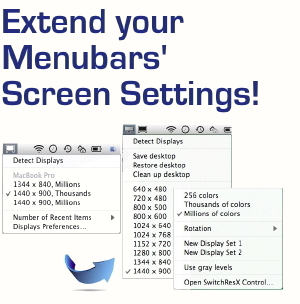 Extend your
Menubars'
Screen Settings!
Detect Displays
MacBook Pro
1344 x 840, Millions
✓ 1440 x 900, Thousands
1440 x 900, Millions
Number of Recent Items
Displays Preferences...
Detect Displays
Save desktop
Restore desktop
Clean up desktop
640 x 480
720 x 480
800 x 500
800 x 600
1024 x 640
1024 x 768
1152 x 720
1280 x 800
1344 x 840
✓ 1440 x 900
256 colors
Thousands of colors
✓ Millions of colors
Rotation
New Display Set 1
New Display Set 2
Use gray levels
Open SwitchResX Control...